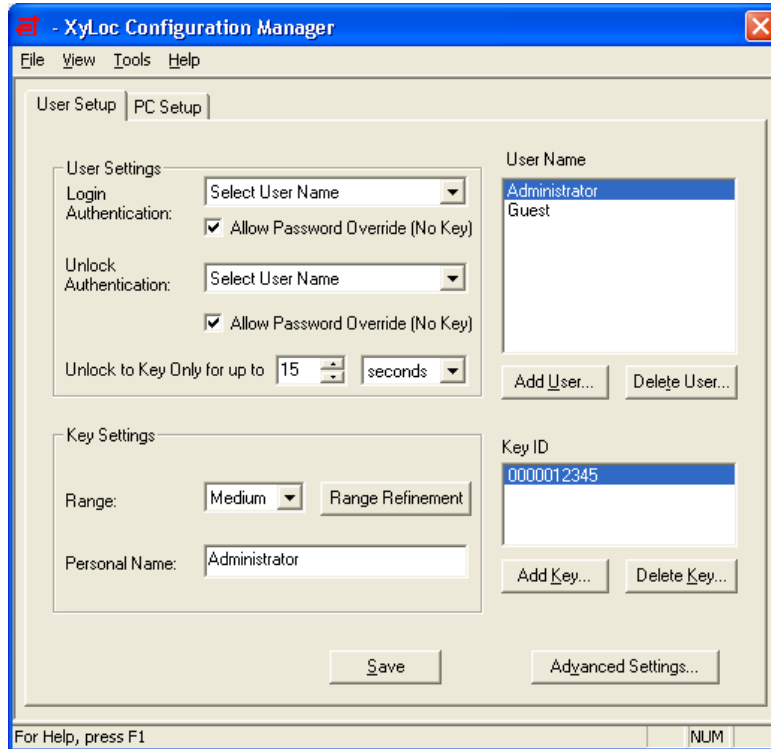 - XyLoc Configuration Manager
File View Tools Help
User Setup PC Setup
User Settings
Login Authentication:
Select User Name
Allow Password Override (No Key)
Unlock Authentication:
Select User Name
Allow Password Override (No Key)
Unlock to Key Only for up to 15 seconds
User Name
Administrator
Guest
Add User... Delete User...
Key Settings
Range: Medium Range Refinement
Personal Name: Administrator
Key ID
0000012345
Add Key... Delete Key...
Save Advanced Settings...
For Help, press F1 NUM